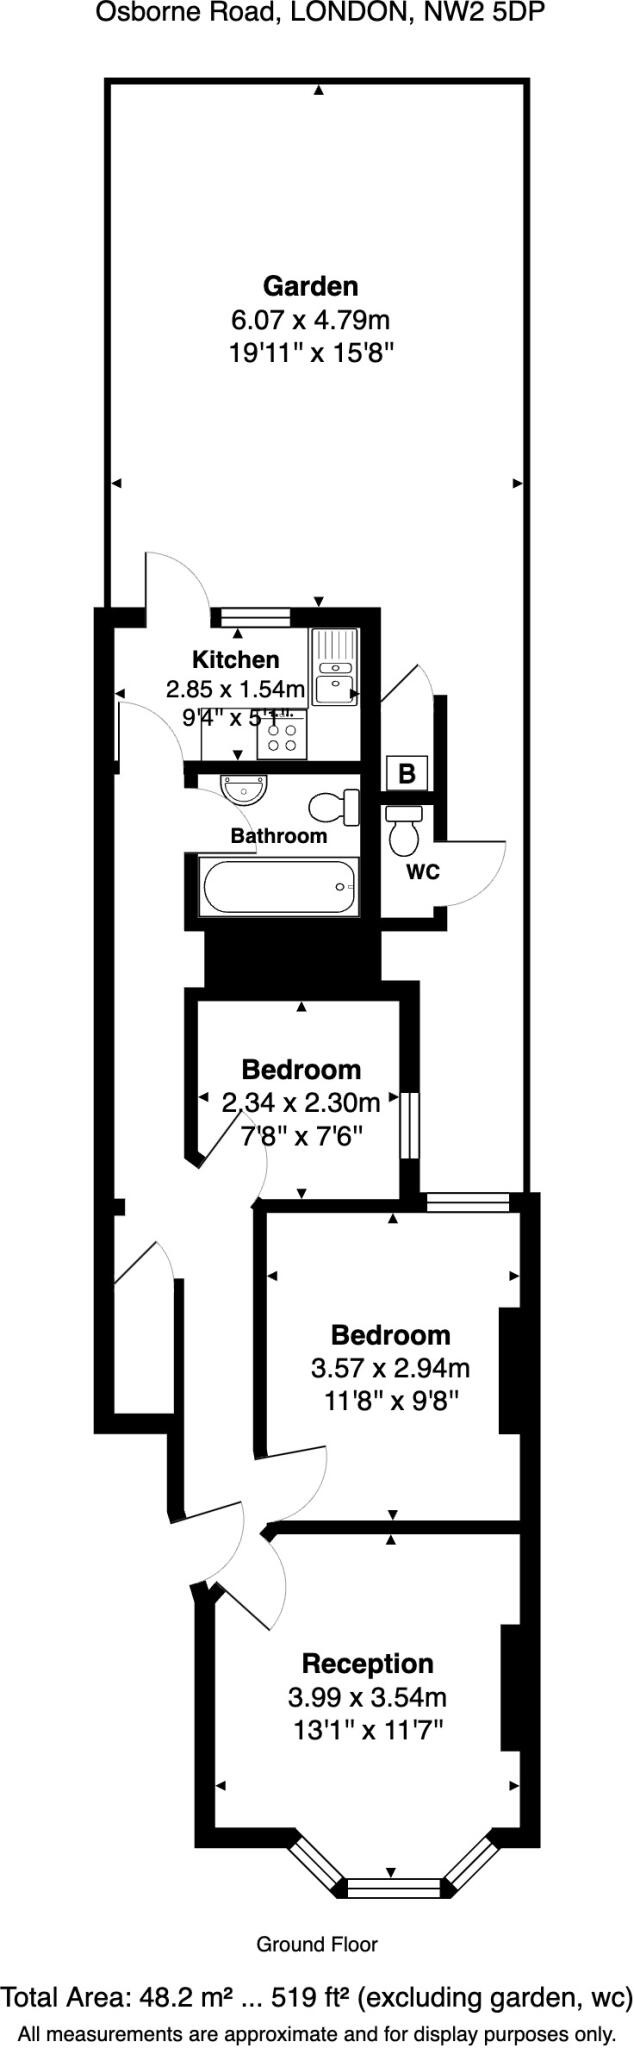 Osborne Road, LONDON, NW2 5DP
Garden
6.07 x 4.79m
19'11" x 15'8"
Kitchen
2.85 x 1.54m
9'4" x 5'1"
B
Bathroom
WC
Bedroom
2.34 x 2.30m
7'8" x 7'6"
Bedroom
3.57 x 2.94m
11'8" x 9'8"
Reception
3.99 x 3.54m
13'1" x 11'7"
Ground Floor
Total Area: 48.2 m² ... 519 ft² (excluding garden, wc)
All measurements are approximate and for display purposes only.